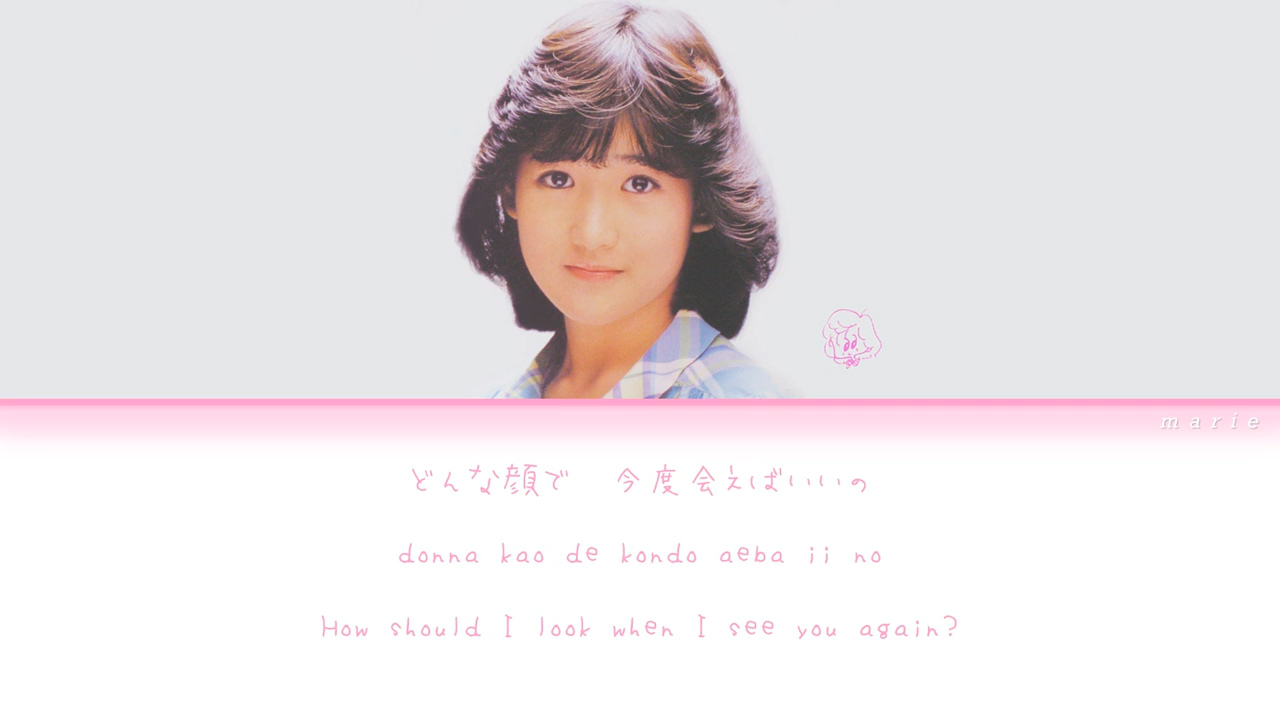 marie
どんな顔で　今度会えばいいの
donna kao de kondo aeba ii no
How should I look when I see you again?